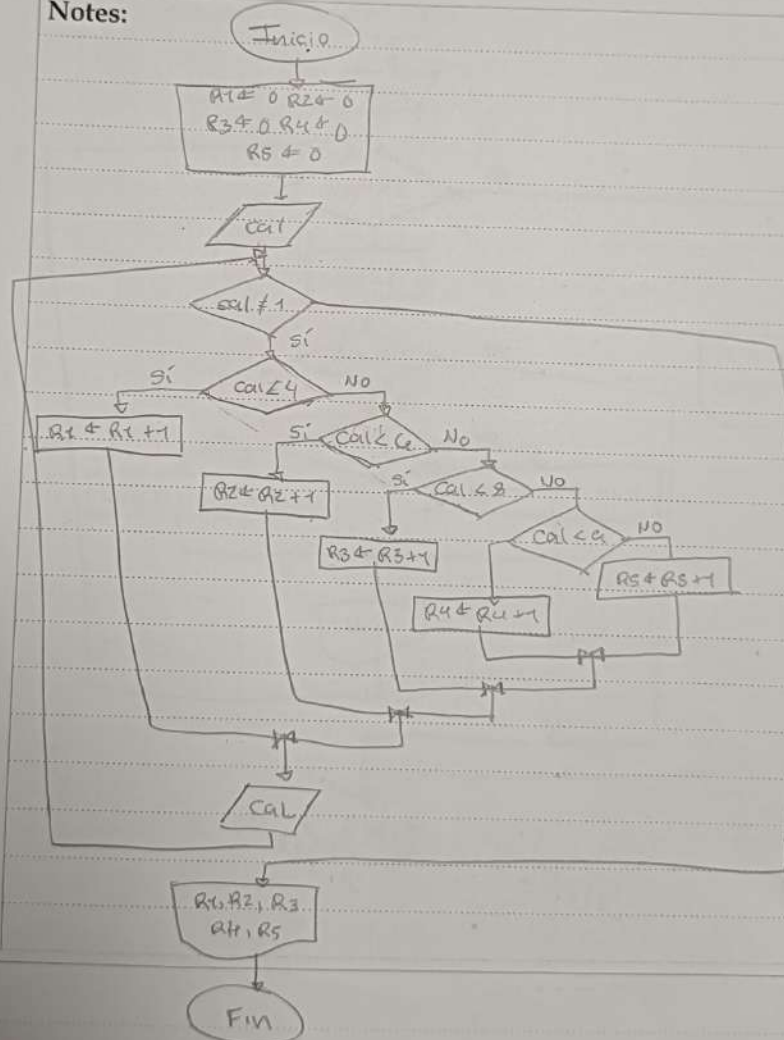 Notes:
Inicio
R1 ← 0 R2 ← 0
R3 ← 0 R4 ← 0
R5 ← 0
Cal
cal ≠ 1
Sí
Cal < 4
Sí
No
R1 ← R1 + 1
Cal < 6
Sí
No
R2 ← R2 + 1
Cal < 8
Sí
No
R3 ← R3 + 1
Cal < 9
No
R5 ← R5 + 1
R4 ← R4 + 1
Cal
R1, R2, R3
R4, R5
Fin